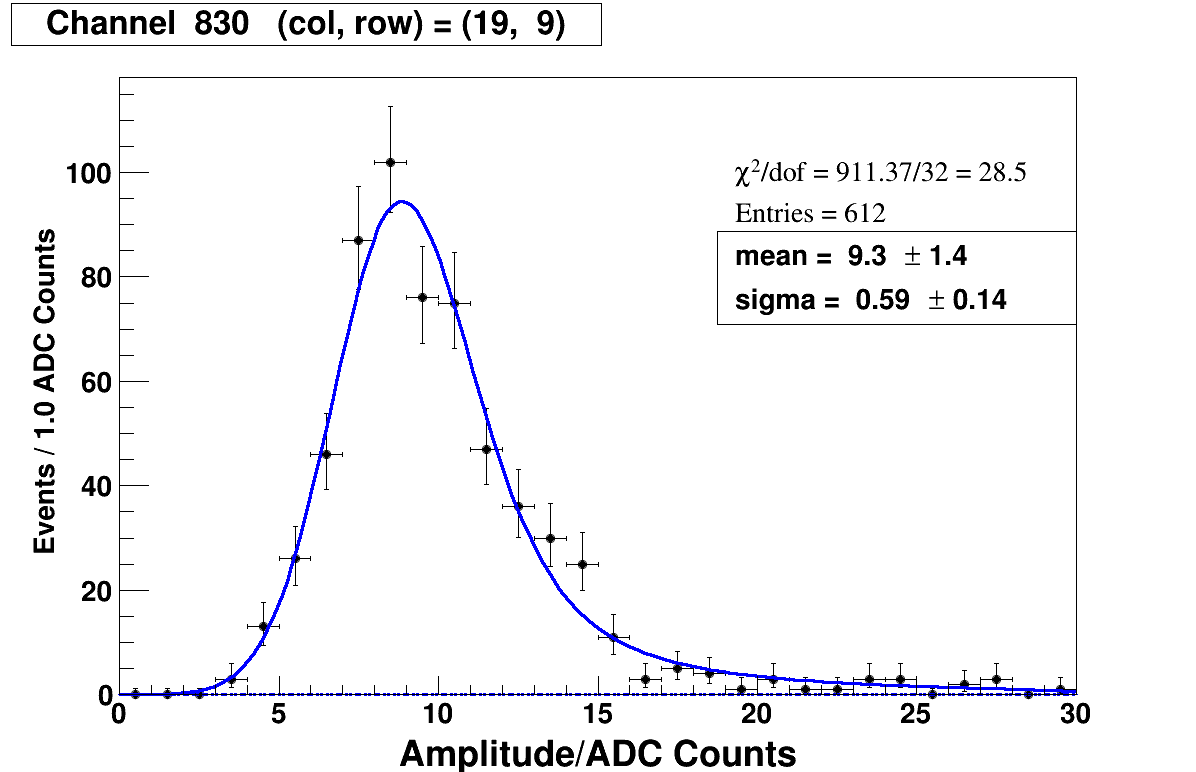 Channel 830 (col, row) = (19, 9)
χ²/dof = 911.37/32 = 28.5
Entries = 612
mean = 9.3 ± 1.4
sigma = 0.59 ± 0.14
Events / 1.0 ADC Counts
100
80
60
40
20
0
0 5 10 15 20 25 30
Amplitude/ADC Counts